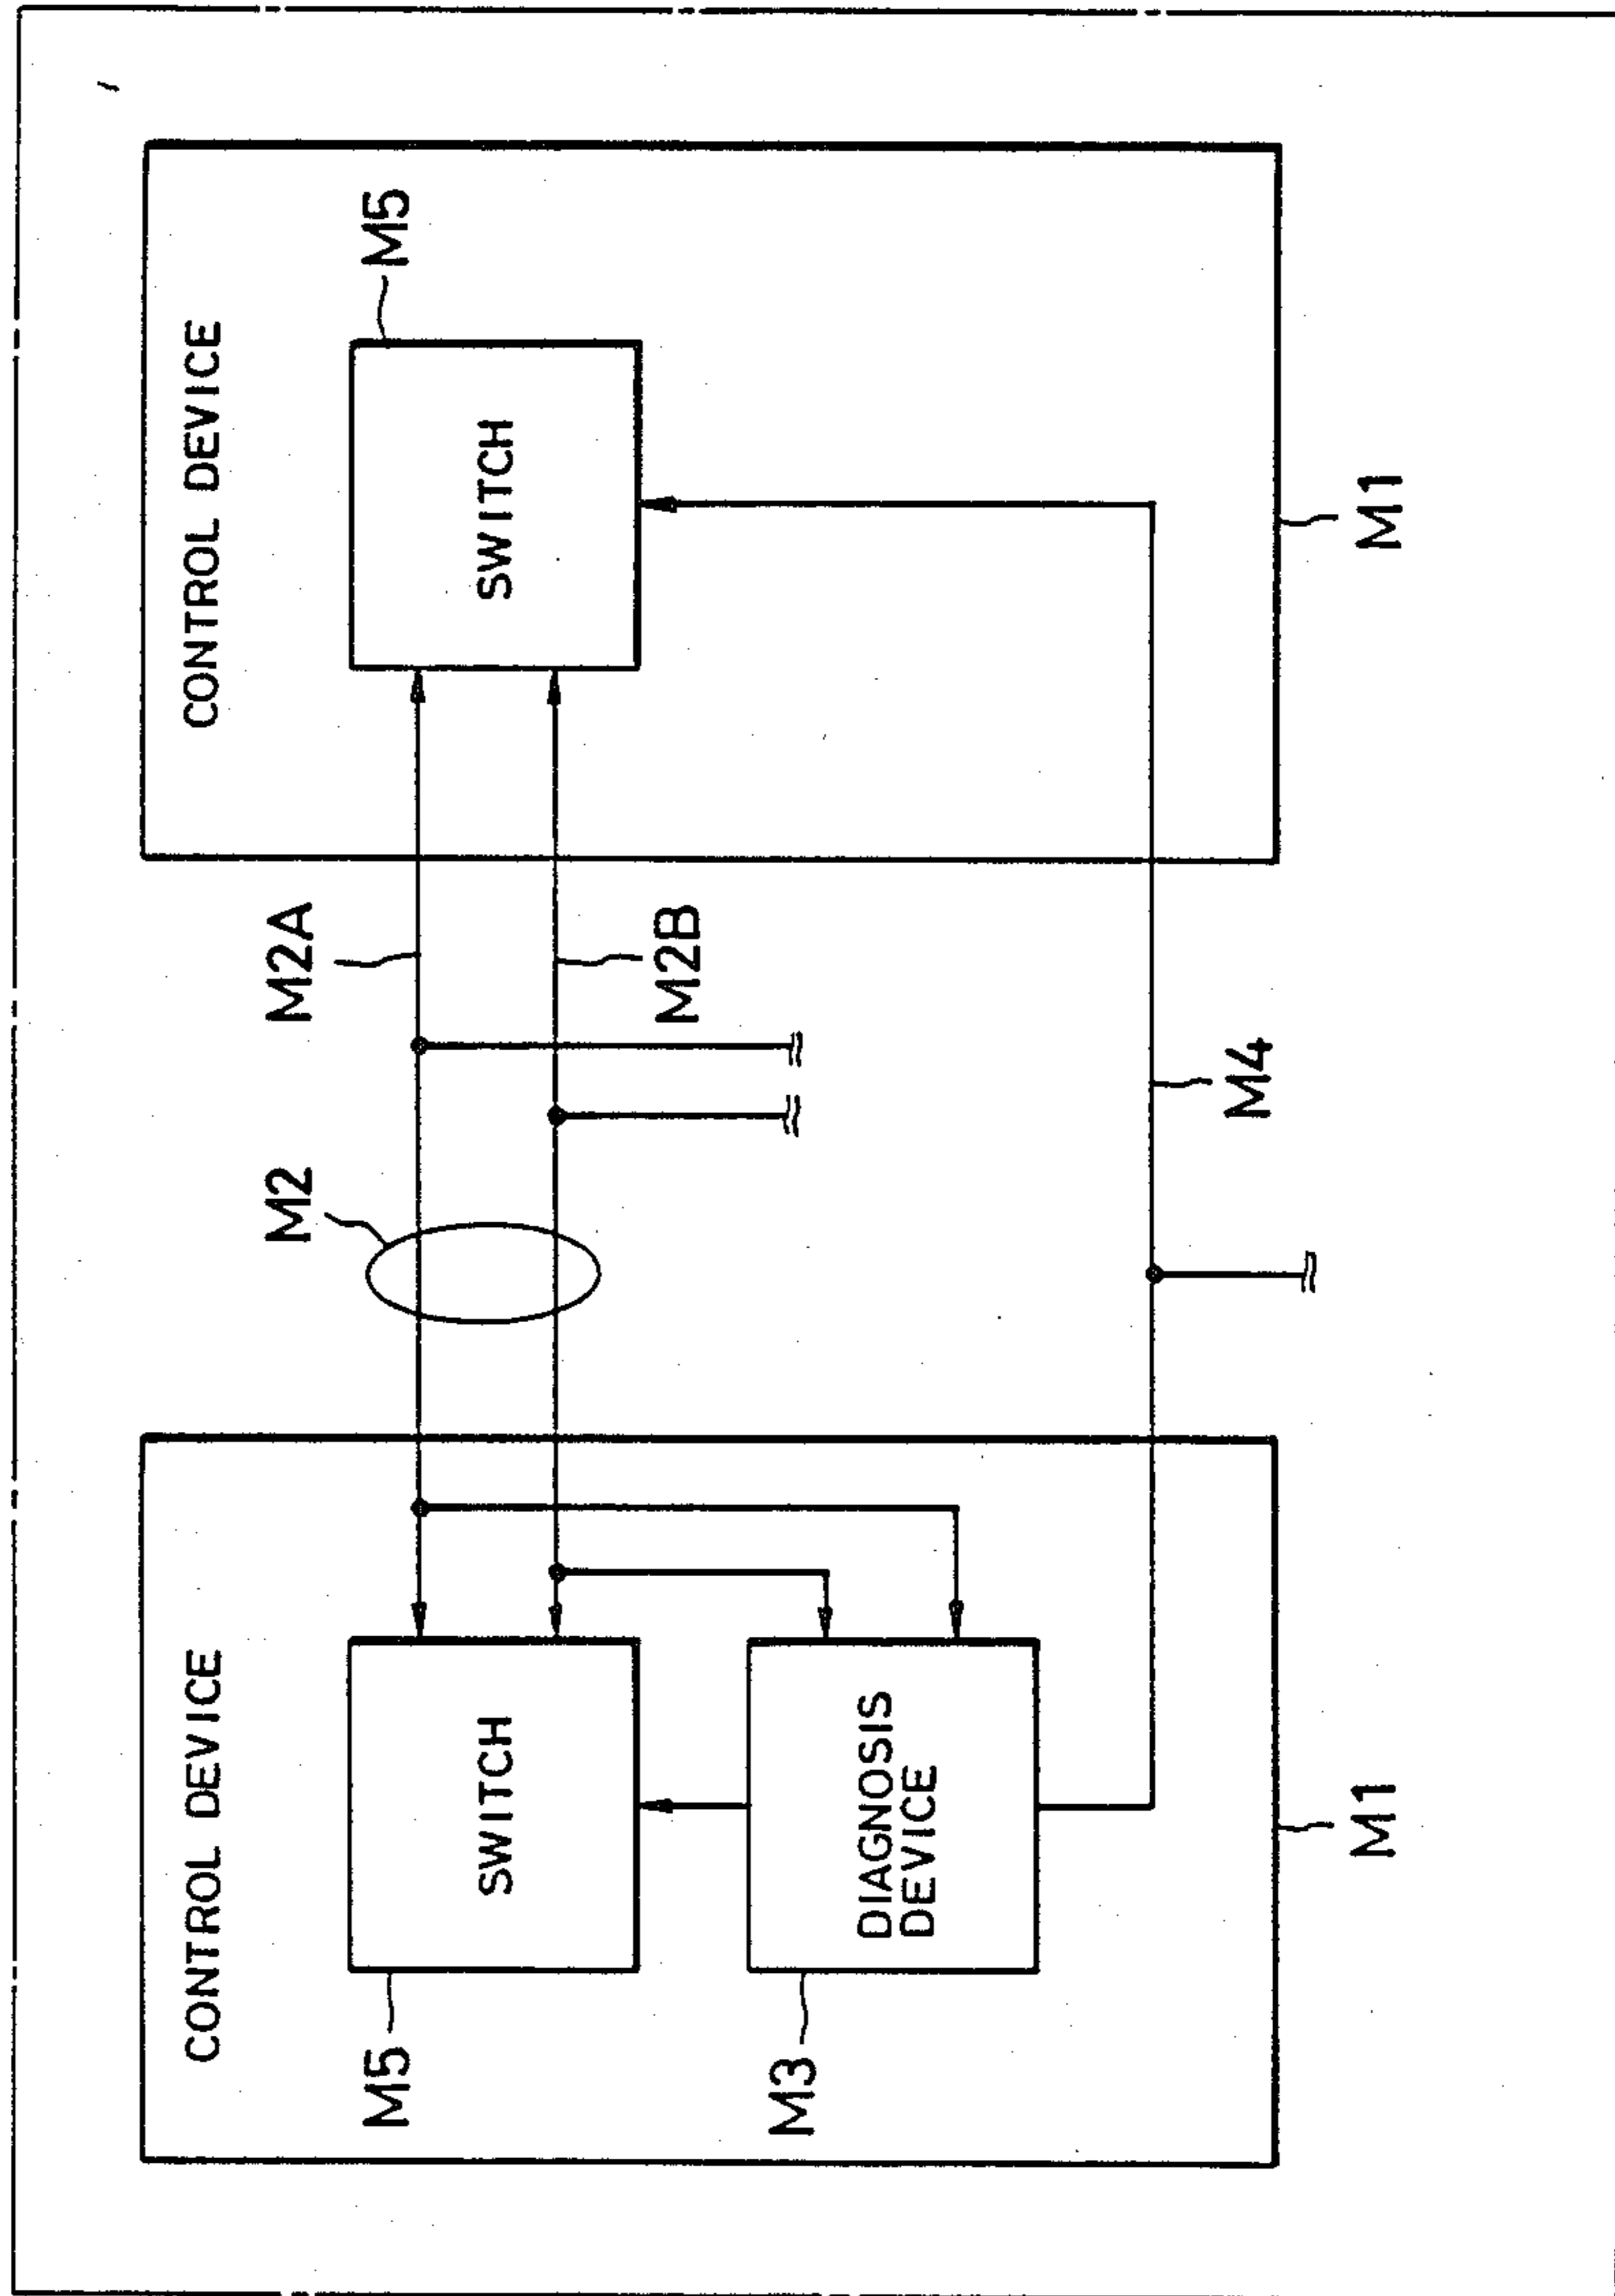 CONTROL DEVICE
CONTROL DEVICE
M2
M2A
M5
M5
SWITCH
SWITCH
M2B
M3
DIAGNOSIS
DEVICE
M4
M1
M1